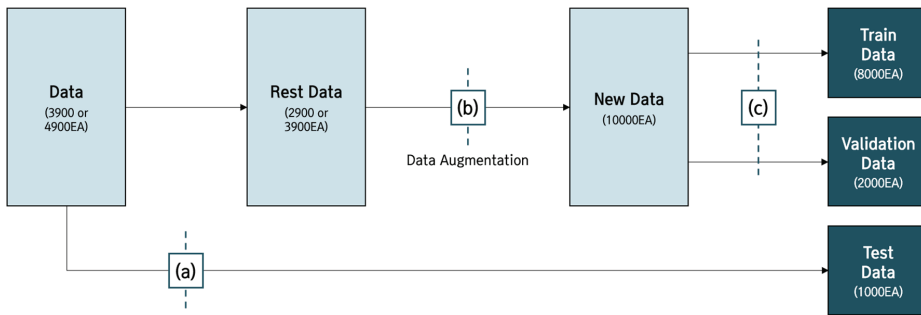 Data
(3900 or
4900EA)
Rest Data
(2900 or
3900EA)
(b)
Data Augmentation
New Data
(10000EA)
(c)
Train
Data
(8000EA)
Validation
Data
(2000EA)
(a)
Test
Data
(1000EA)